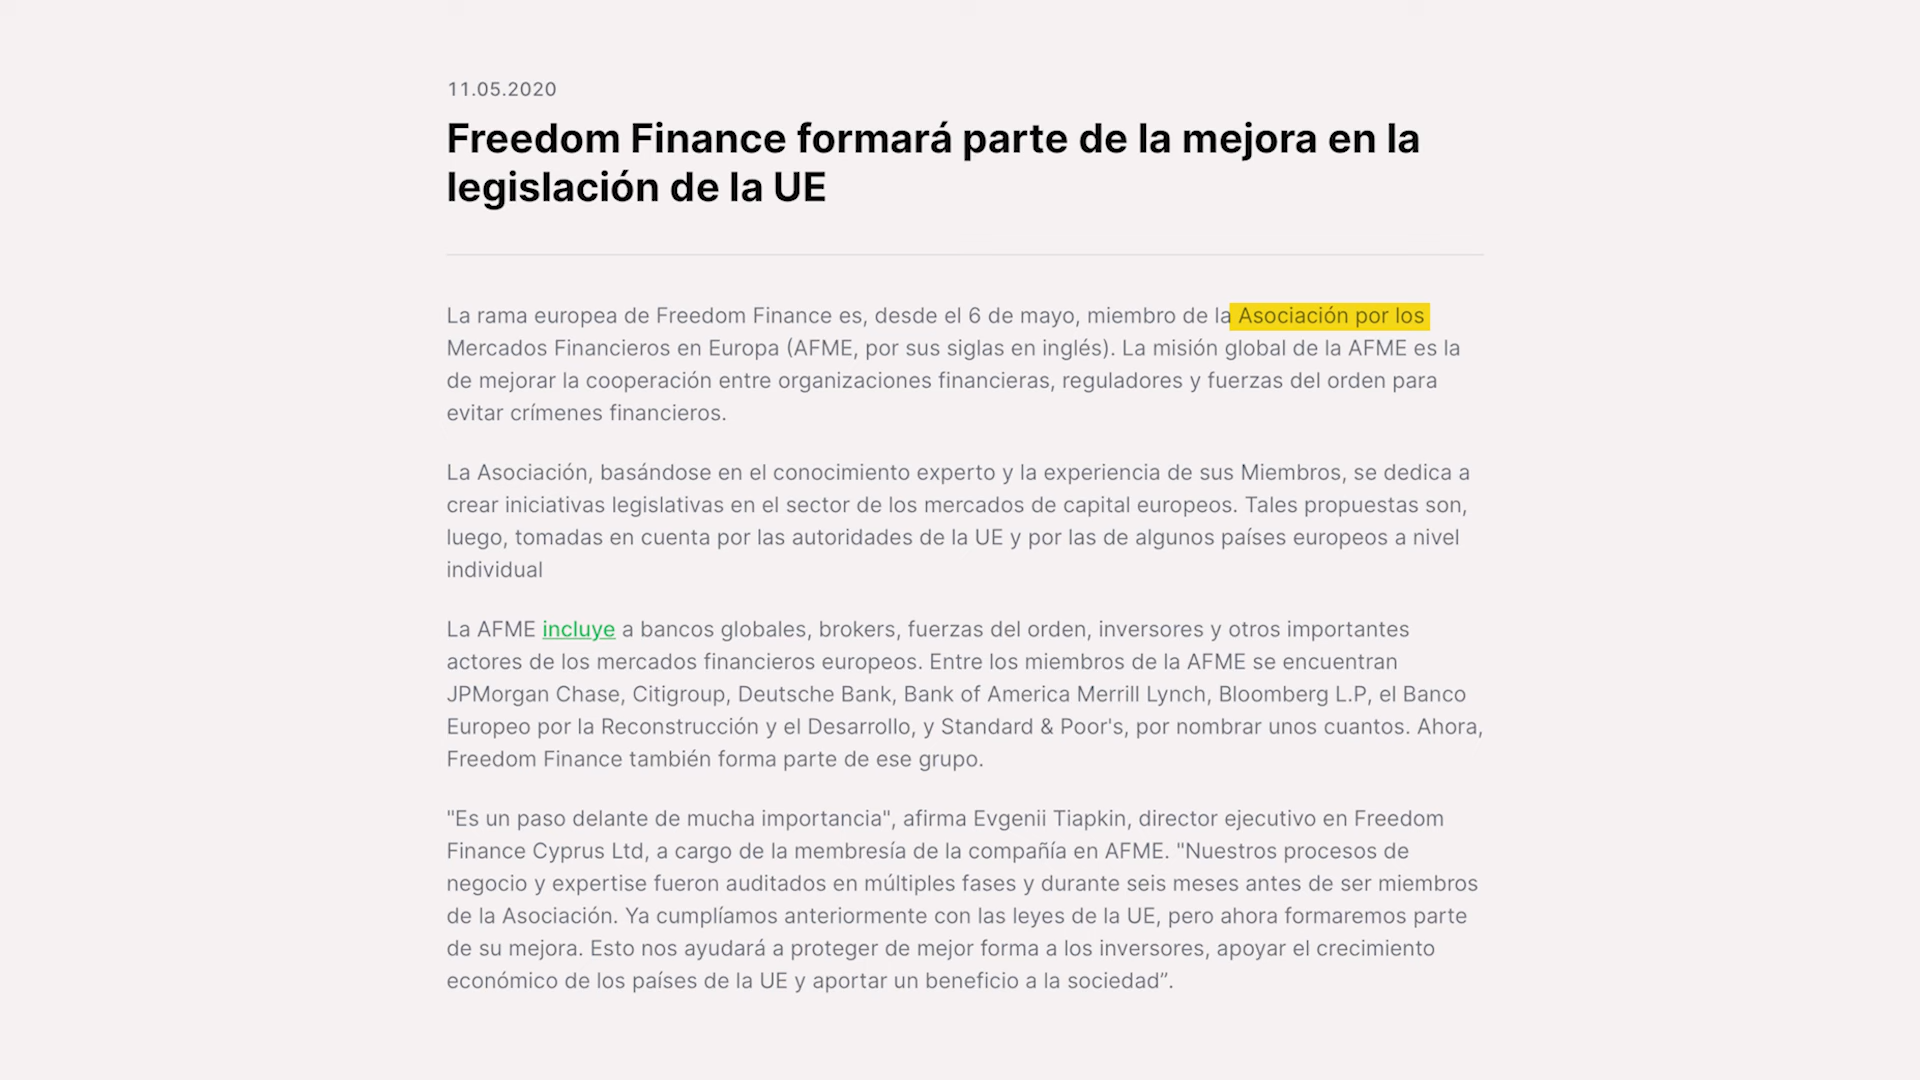 11.05.2020
Freedom Finance formará parte de la mejora en la
legislación de la UE
La rama europea de Freedom Finance es, desde el 6 de mayo, miembro de la Asociación por los
Mercados Financieros en Europa (AFME, por sus siglas en inglés). La misión global de la AFME es la
de mejorar la cooperación entre organizaciones financieras, reguladores y fuerzas del orden para
evitar crímenes financieros.
La Asociación, basándose en el conocimiento experto y la experiencia de sus Miembros, se dedica a
crear iniciativas legislativas en el sector de los mercados de capital europeos. Tales propuestas son,
luego, tomadas en cuenta por las autoridades de la UE y por las de algunos países europeos a nivel
individual
La AFME incluye a bancos globales, brokers, fuerzas del orden, inversores y otros importantes
actores de los mercados financieros europeos. Entre los miembros de la AFME se encuentran
JPMorgan Chase, Citigroup, Deutsche Bank, Bank of America Merrill Lynch, Bloomberg L.P, el Banco
Europeo por la Reconstrucción y el Desarrollo, y Standard & Poor's, por nombrar unos cuantos. Ahora,
Freedom Finance también forma parte de ese grupo.
"Es un paso delante de mucha importancia", afirma Evgenii Tiapkin, director ejecutivo en Freedom
Finance Cyprus Ltd, a cargo de la membresía de la compañía en AFME. "Nuestros procesos de
negocio y expertise fueron auditados en múltiples fases y durante seis meses antes de ser miembros
de la Asociación. Ya cumplíamos anteriormente con las leyes de la UE, pero ahora formaremos parte
de su mejora. Esto nos ayudará a proteger de mejor forma a los inversores, apoyar el crecimiento
económico de los países de la UE y aportar un beneficio a la sociedad”.